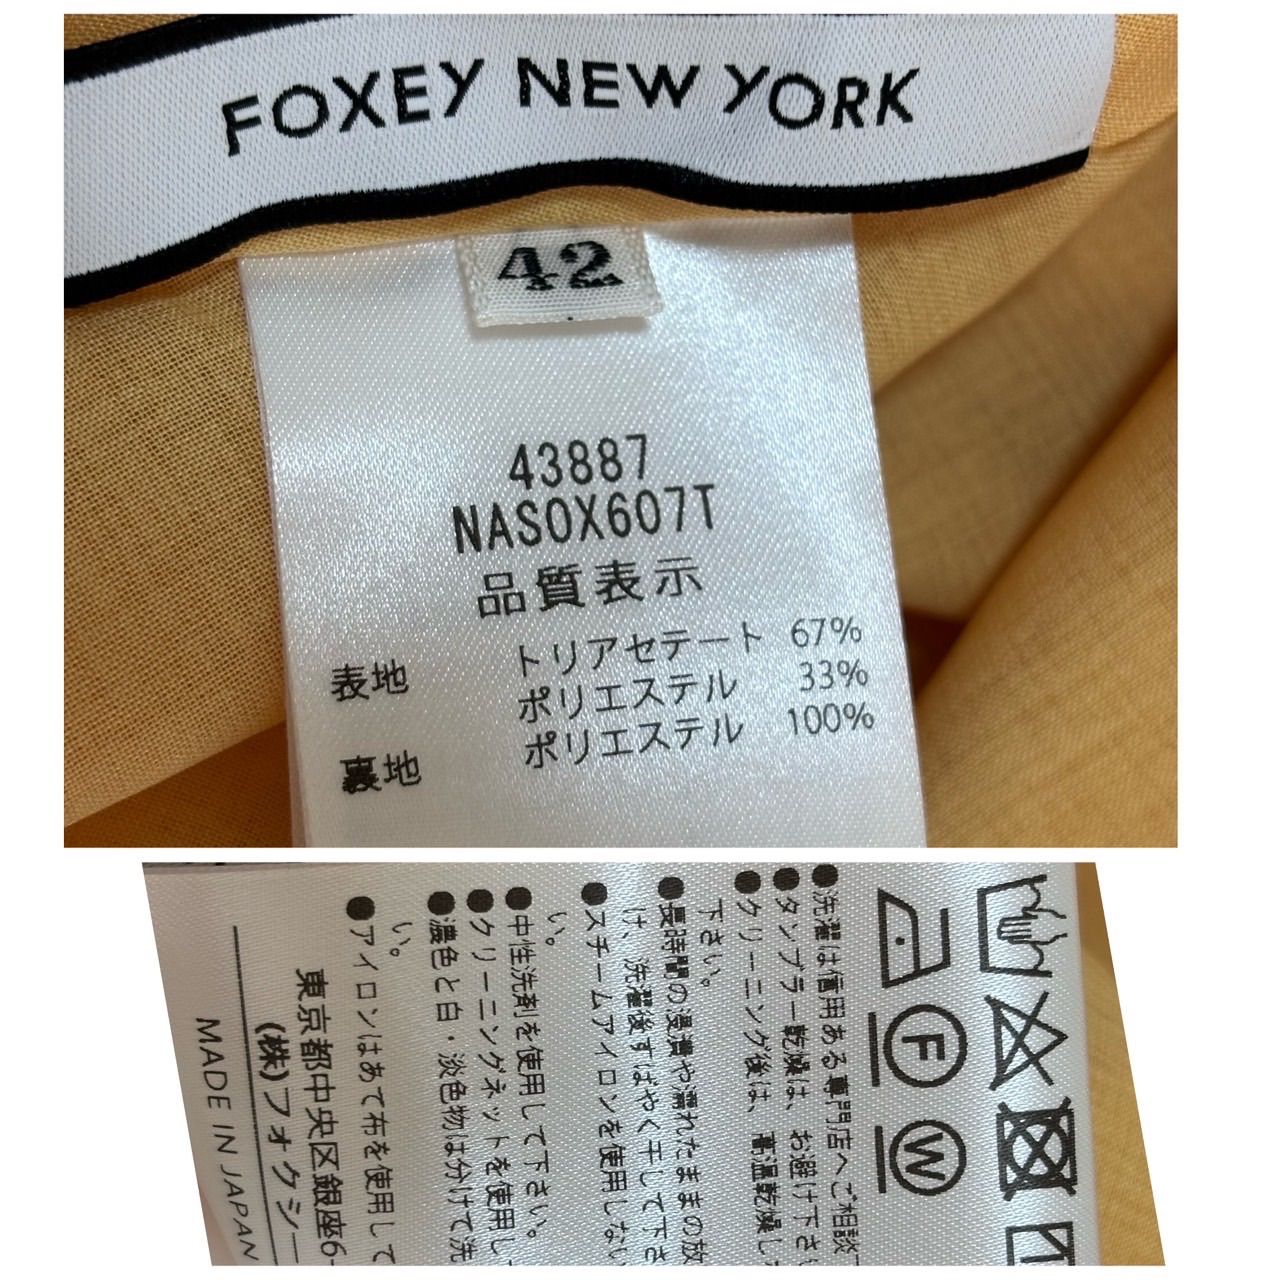 FOXEY NEW YORK
42
43887
NASOX607T
品質表示
表地 トリアセテート 67%
ポリエステル 33%
裏地 ポリエステル 100%
F
W
●洗濯は信用ある専門店へご相談下
●タンブラー乾燥は、お避け下さ
●クリーニング後は、高温乾燥し
下さい。
●長時間の浸漬や濡れたままの放
け、洗濯後すばやく干して下さ
●スチームアイロンを使用しな
い。
●中性洗剤を使用して下さい。
●クリーニングネットを使用し
●濃色と白・淡色物は分けて洗
い。
●アイロンはあて布を使用して
東京都中央区銀座6-
(株)フォクシー
MADE IN JAPAN